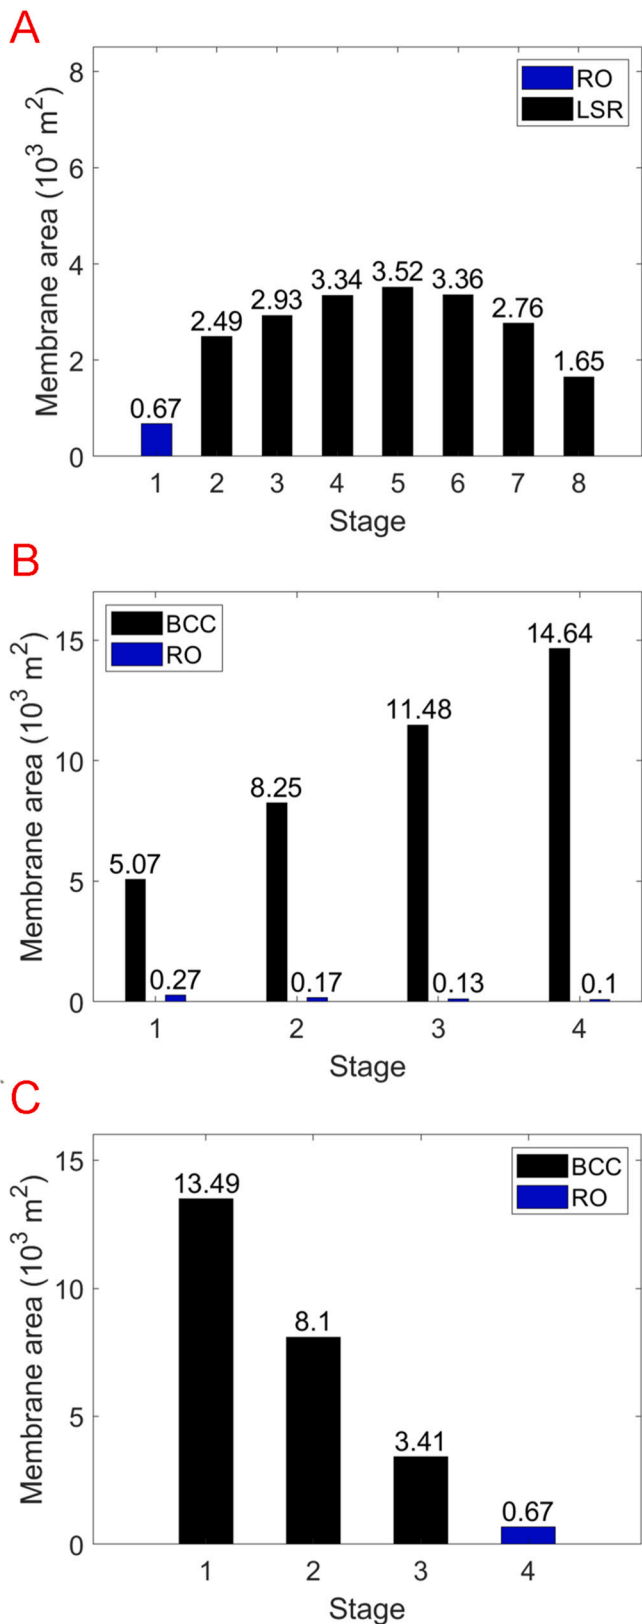 A
8
6
4
2
0
Membrane area (10³ m²)
RO
LSR
0.67
2.49
2.93
3.34
3.52
3.36
2.76
1.65
1 2 3 4 5 6 7 8
Stage
B
15
10
5
0
Membrane area (10³ m²)
BCC
RO
5.07
0.27
8.25
0.17
11.48
0.13
14.64
0.1
1 2 3 4
Stage
C
15
10
5
0
Membrane area (10³ m²)
BCC
RO
13.49
8.1
3.41
0.67
1 2 3 4
Stage